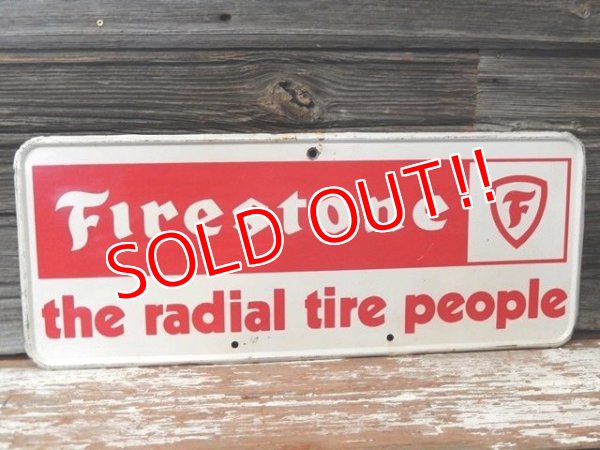 Firestone
F
SOLD OUT!!
the radial tire people